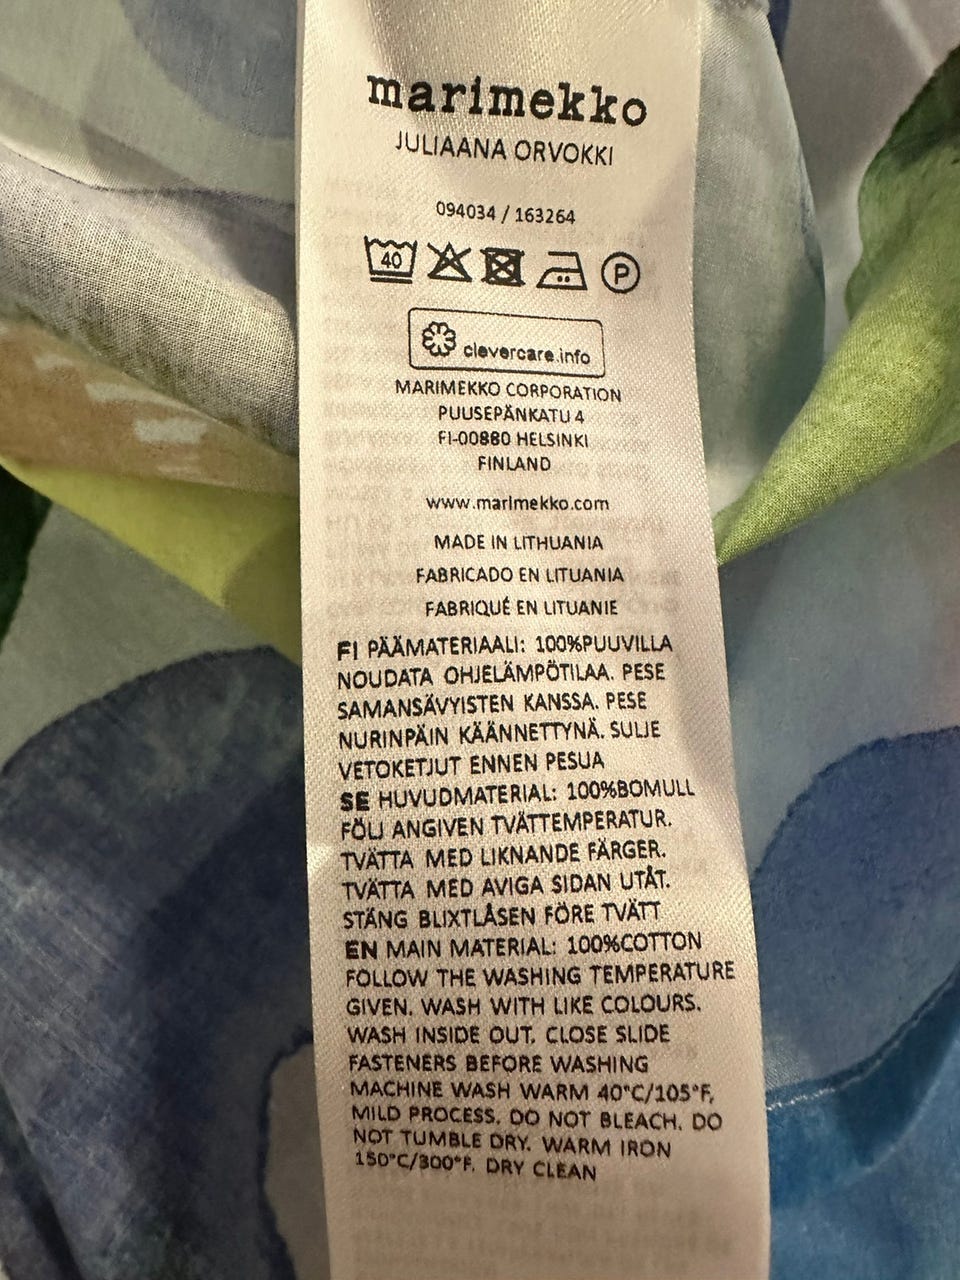 marimekko
JULIAANA ORVOKKI
094034 / 163264
40
P
clevercare.info
MARIMEKKO CORPORATION
PUUSEPÄNKATU 4
FI-00880 HELSINKI
FINLAND
www.marimekko.com
MADE IN LITHUANIA
FABRICADO EN LITUANIA
FABRIQUÉ EN LITUANIE
FI PÄÄMATERIAALI: 100%PUUVILLA
NOUDATA OHJELÄMPÖTILAA. PESE
SAMANSÄVYISTEN KANSSA. PESE
NURINPÄIN KÄÄNNETTYNÄ. SULJE
VETOKETJUT ENNEN PESUA
SE HUVUDMATERIAL: 100%BOMULL
FÖLJ ANGIVEN TVÄTTEMPERATUR.
TVÄTTA MED LIKNANDE FÄRGER.
TVÄTTA MED AVIGA SIDAN UTÅT.
STÄNG BLIXTLÅSEN FÖRE TVÄTT
EN MAIN MATERIAL: 100%COTTON
FOLLOW THE WASHING TEMPERATURE
GIVEN. WASH WITH LIKE COLOURS.
WASH INSIDE OUT. CLOSE SLIDE
FASTENERS BEFORE WASHING
MACHINE WASH WARM 40°C/105°F,
MILD PROCESS. DO NOT BLEACH. DO
NOT TUMBLE DRY. WARM IRON
150°C/300°F. DRY CLEAN